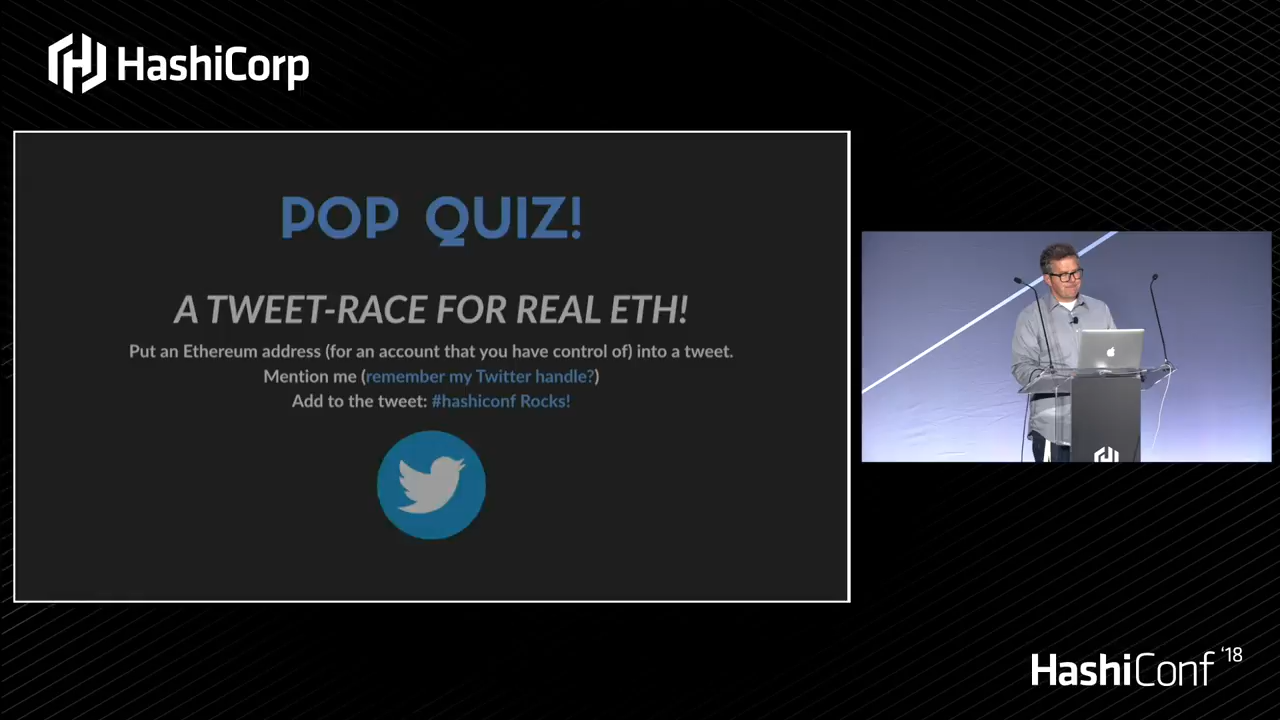 HashiCorp
POP QUIZ!
A TWEET-RACE FOR REAL ETH!
Put an Ethereum address (for an account that you have control of) into a tweet.
Mention me (remember my Twitter handle?)
Add to the tweet: #hashiconf Rocks!
HashiConf '18